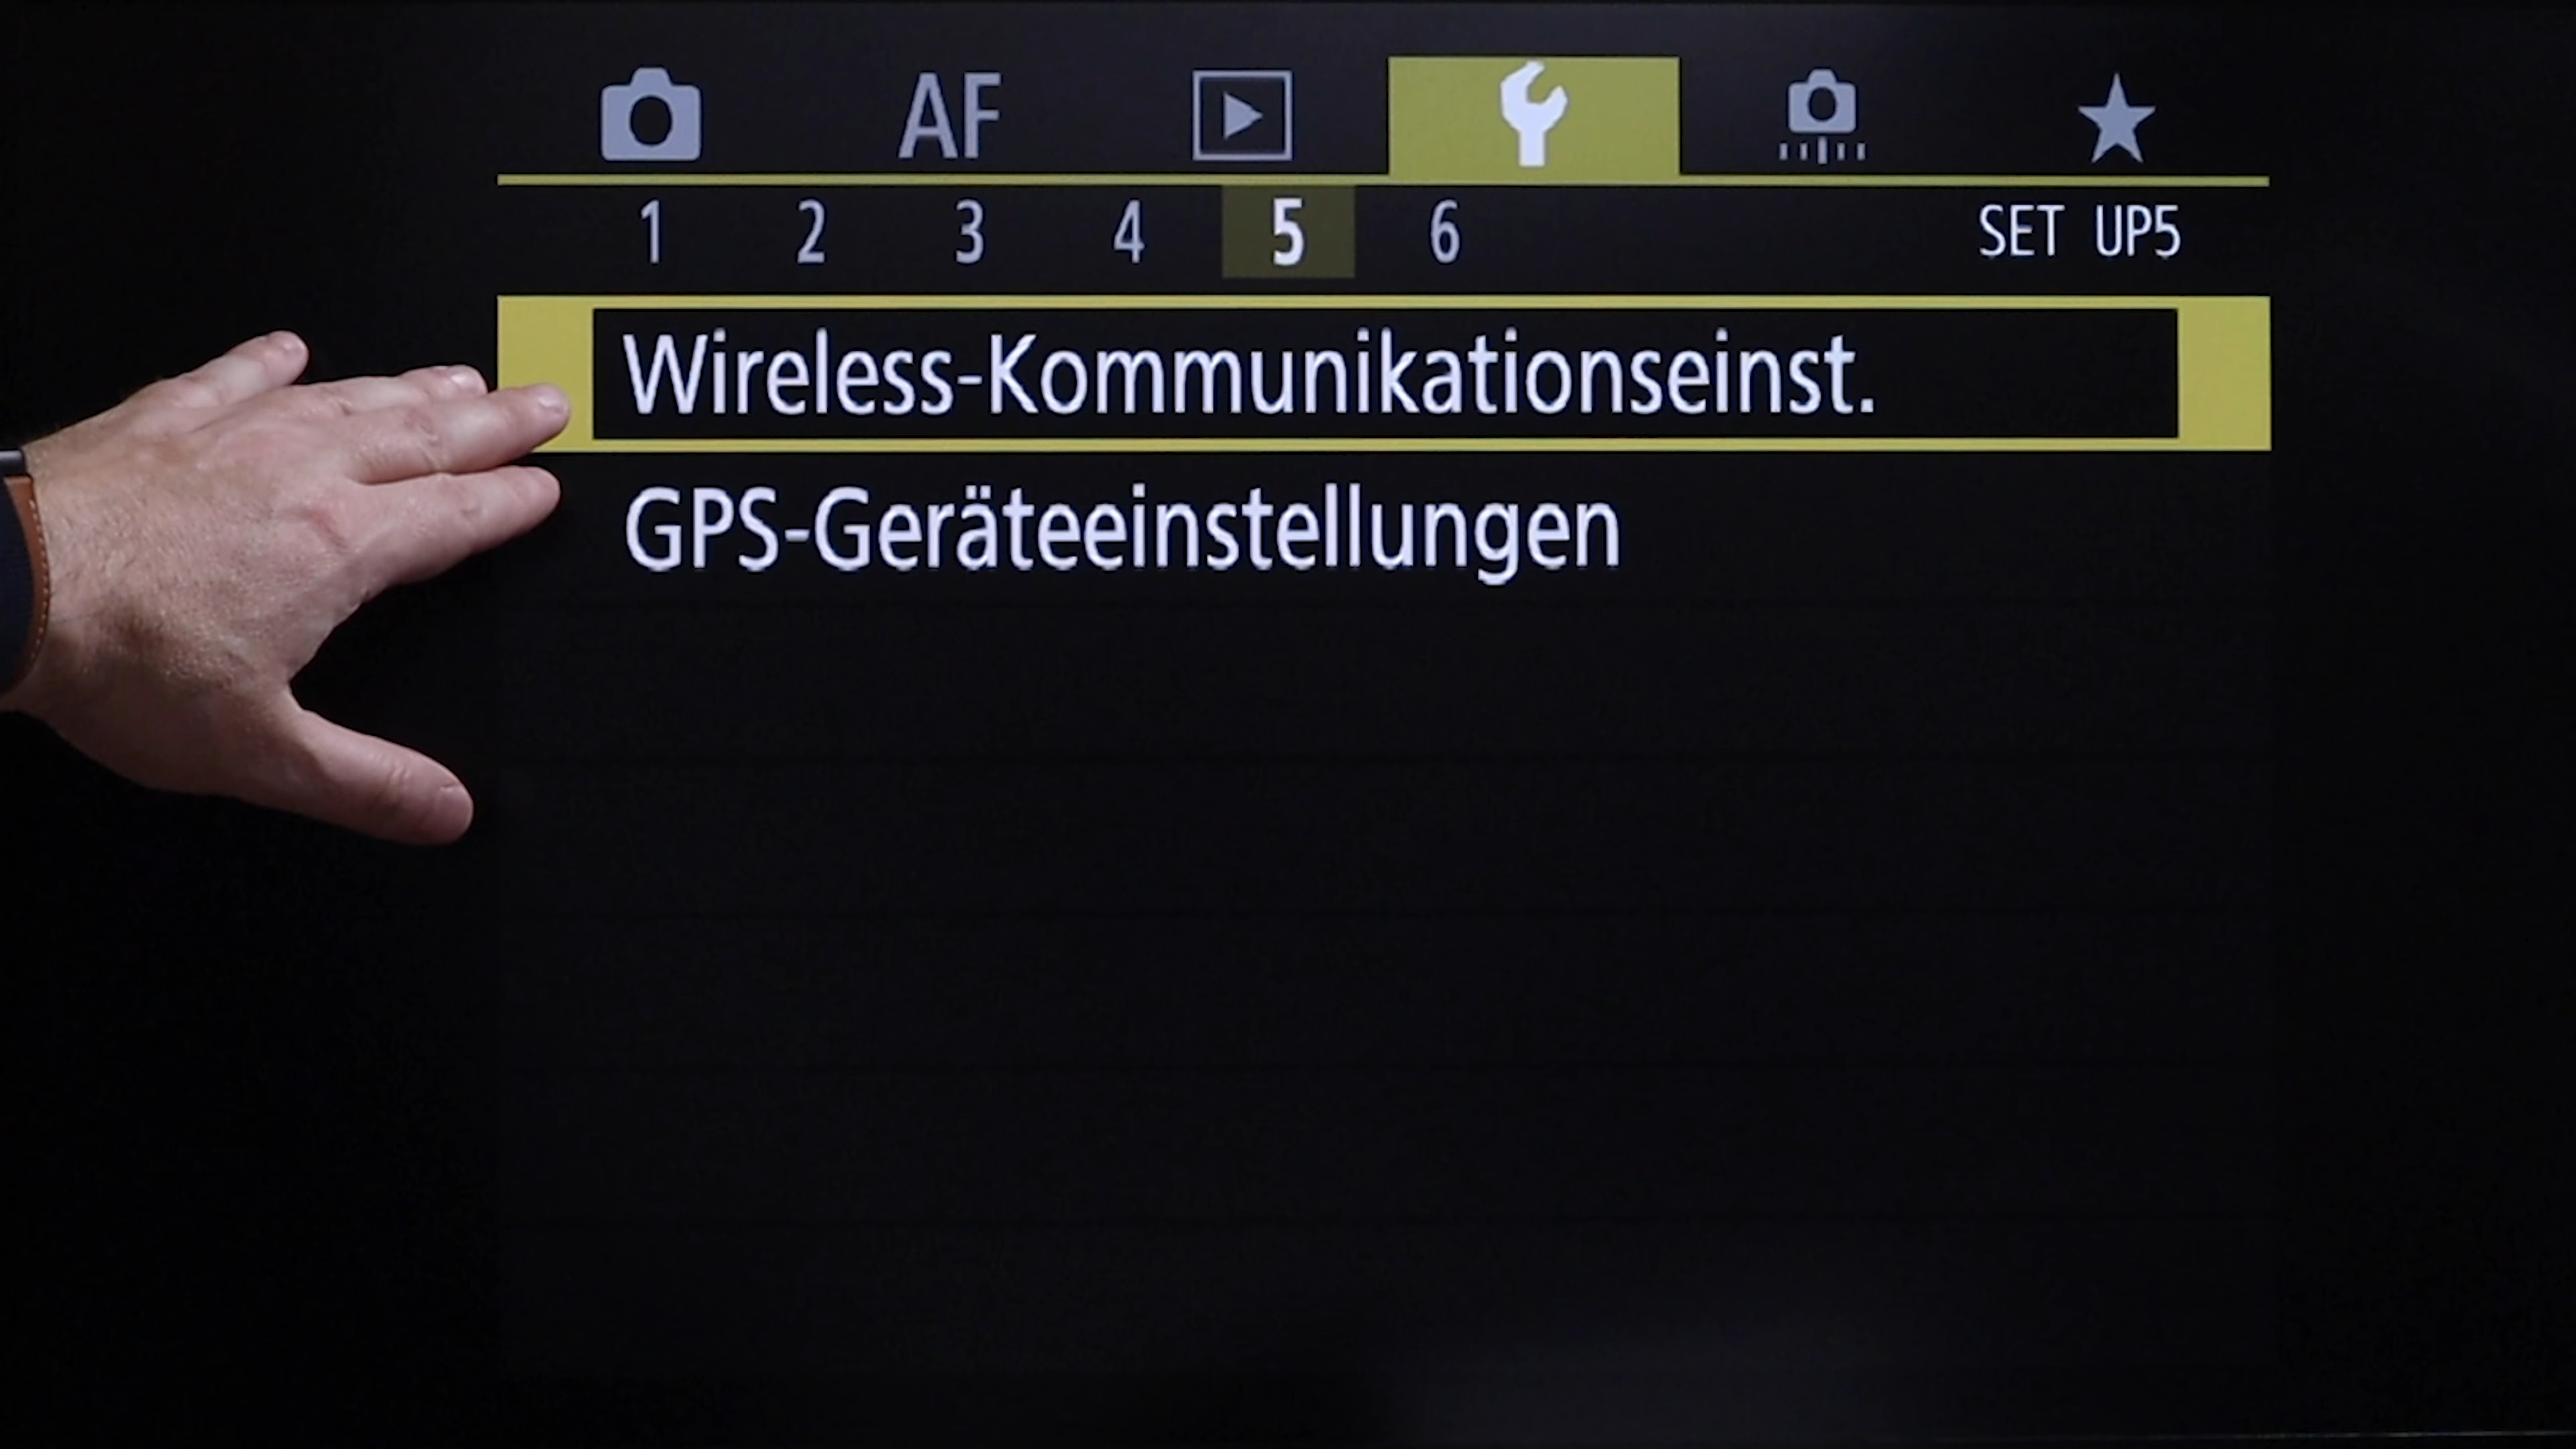 AF
1 2 3 4 5 6 SET UP5
Wireless-Kommunikationseinst.
GPS-Geräteeinstellungen